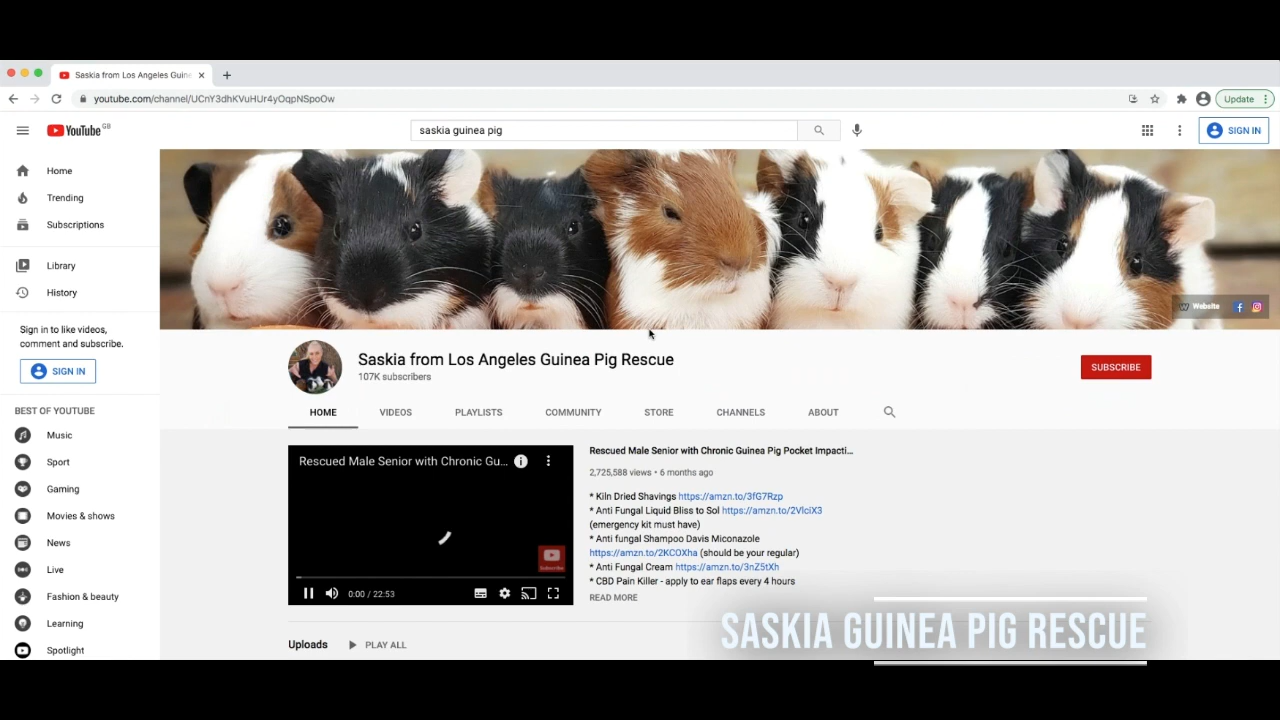 Saskia from Los Angeles Guine
youtube.com/channel/UCnY3dhKVuHUr4yOqpNSpoOw
Update
YouTube GB
saskia guinea pig
SIGN IN
Home
Trending
Subscriptions
Library
History
Sign in to like videos,
comment and subscribe.
SIGN IN
BEST OF YOUTUBE
Music
Sport
Gaming
Movies & shows
News
Live
Fashion & beauty
Learning
Spotlight
Website
Saskia from Los Angeles Guinea Pig Rescue
107K subscribers
SUBSCRIBE
HOME VIDEOS PLAYLISTS COMMUNITY STORE CHANNELS ABOUT
Rescued Male Senior with Chronic Gu...
Subscribe
0:00 / 22:53
Rescued Male Senior with Chronic Guinea Pig Pocket Impacti...
2,725,588 views • 6 months ago
* Kiln Dried Shavings https://amzn.to/3fG7Rzp
* Anti Fungal Liquid Bliss to Sol https://amzn.to/2VlciX3
(emergency kit must have)
* Anti fungal Shampoo Davis Miconazole
https://amzn.to/2KCOXha (should be your regular)
* Anti Fungal Cream https://amzn.to/3nZ5tXh
* CBD Pain Killer - apply to ear flaps every 4 hours
READ MORE
Uploads PLAY ALL
SASKIA GUINEA PIG RESCUE